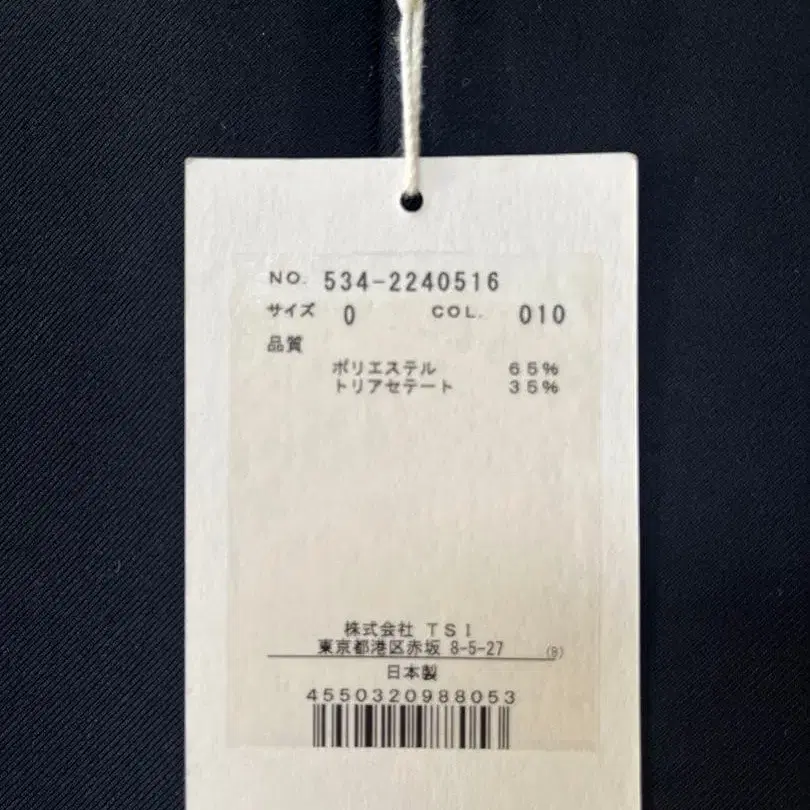 NO. 534-2240516
サイズ 0 COL. 010
品質
ポリエステル 65%
トリアセテート 35%
株式会社 TSI
東京都港区赤坂 8-5-27 (B)
日本製
4550320988053